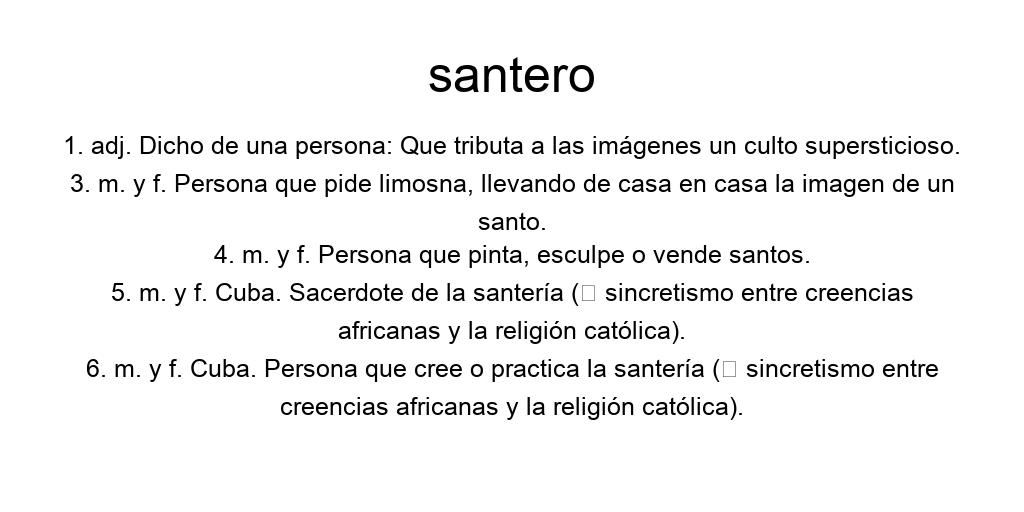 santero
1. adj. Dicho de una persona: Que tributa a las imágenes un culto supersticioso.
3. m. y f. Persona que pide limosna, llevando de casa en casa la imagen de un
santo.
4. m. y f. Persona que pinta, esculpe o vende santos.
5. m. y f. Cuba. Sacerdote de la santería (▯ sincretismo entre creencias
africanas y la religión católica).
6. m. y f. Cuba. Persona que cree o practica la santería (▯ sincretismo entre
creencias africanas y la religión católica).